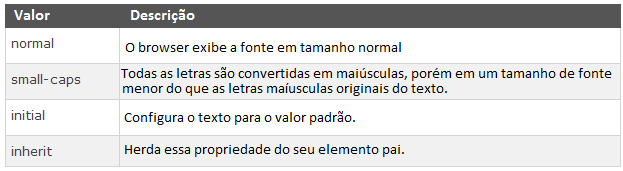 Valor Descrição
normal O browser exibe a fonte em tamanho normal
small-caps Todas as letras são convertidas em maiúsculas, porém em um tamanho de fonte
menor do que as letras maíusculas originais do texto.
initial Configura o texto para o valor padrão.
inherit Herda essa propriedade do seu elemento pai.